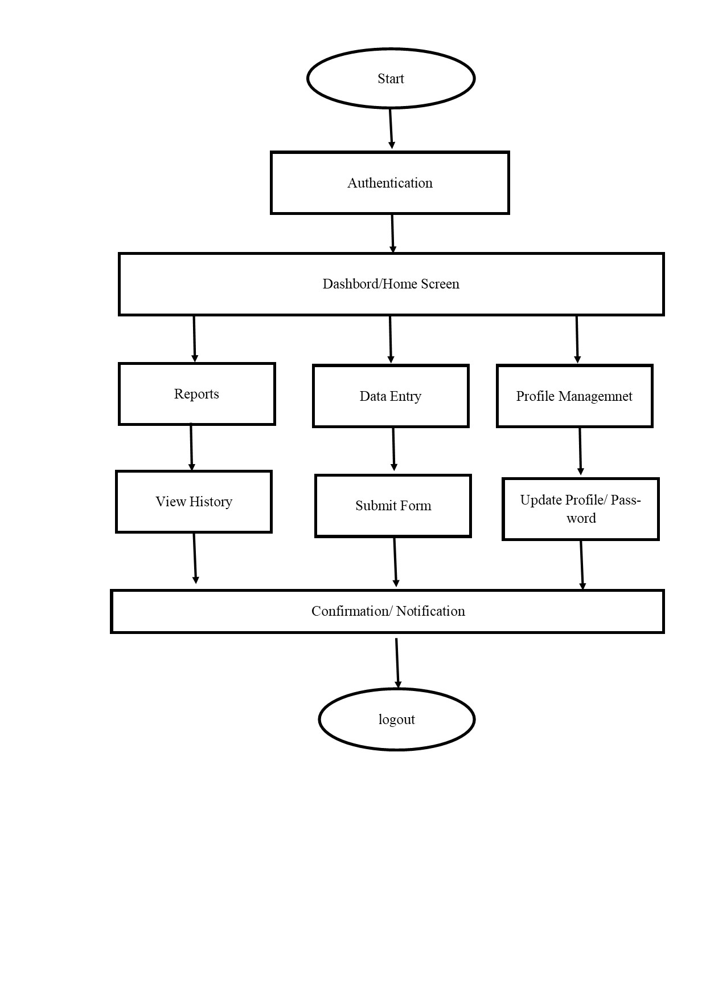 Start
Authentication
Dashbord/Home Screen
Reports
Data Entry
Profile Managemnet
View History
Submit Form
Update Profile/ Pass-
word
Confirmation/ Notification
logout